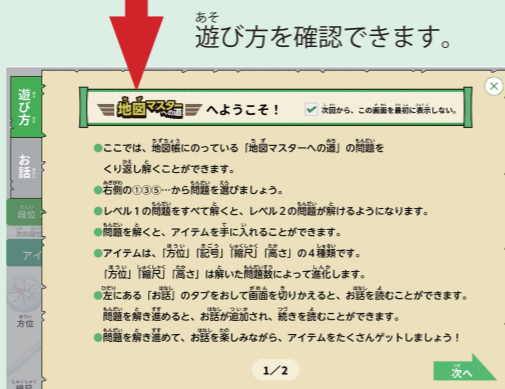 遊び方を確認できます。
地図マスターへの道 へようこそ！
次回から、この画面を最初に表示しない。
遊び方
お話
段位
アイ
方位
縮尺
●ここでは、地図帳にのっている「地図マスターへの道」の問題を
くり返し解くことができます。
●右側の①③⑤…から問題を選びましょう。
●レベル1の問題をすべて解くと、レベル2の問題が解けるようになります。
●問題を解くと、アイテムを手に入れることができます。
●アイテムは、「方位」「記号」「縮尺」「高さ」の4種類です。
「方位」「縮尺」「高さ」は解いた問題数によって進化します。
●左にある「お話」のタブをおして画面を切りかえると、お話を読むことができます。
問題を解き進めると、お話が追加され、続きを読むことができます。
●問題を解き進めて、お話を楽しみながら、アイテムをたくさんゲットしましょう！
1/2
次へ